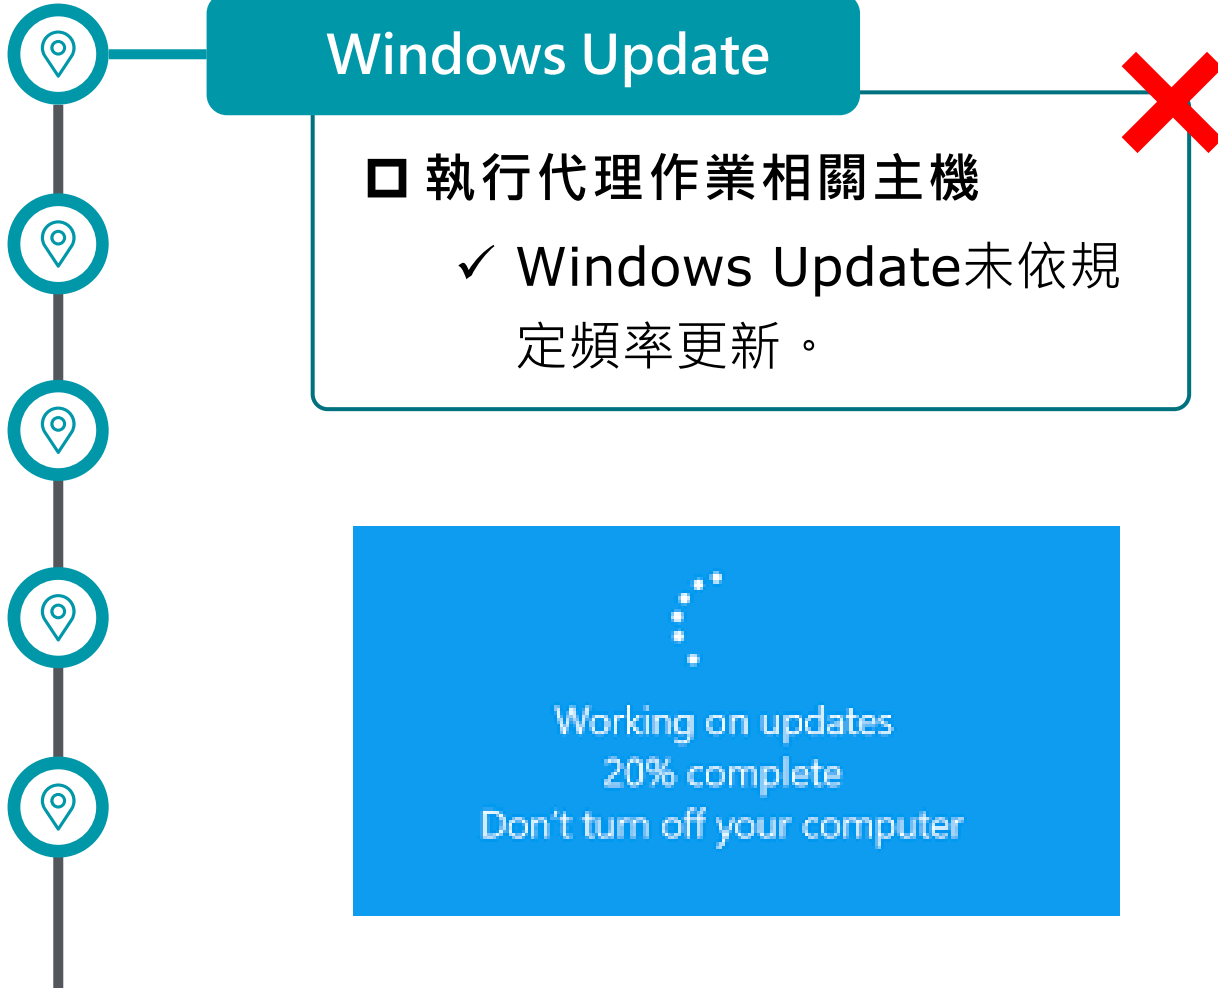 Windows Update
執行代理作業相關主機
✓ Windows Update未依規
定頻率更新。
Working on updates
20% complete
Don't turn off your computer